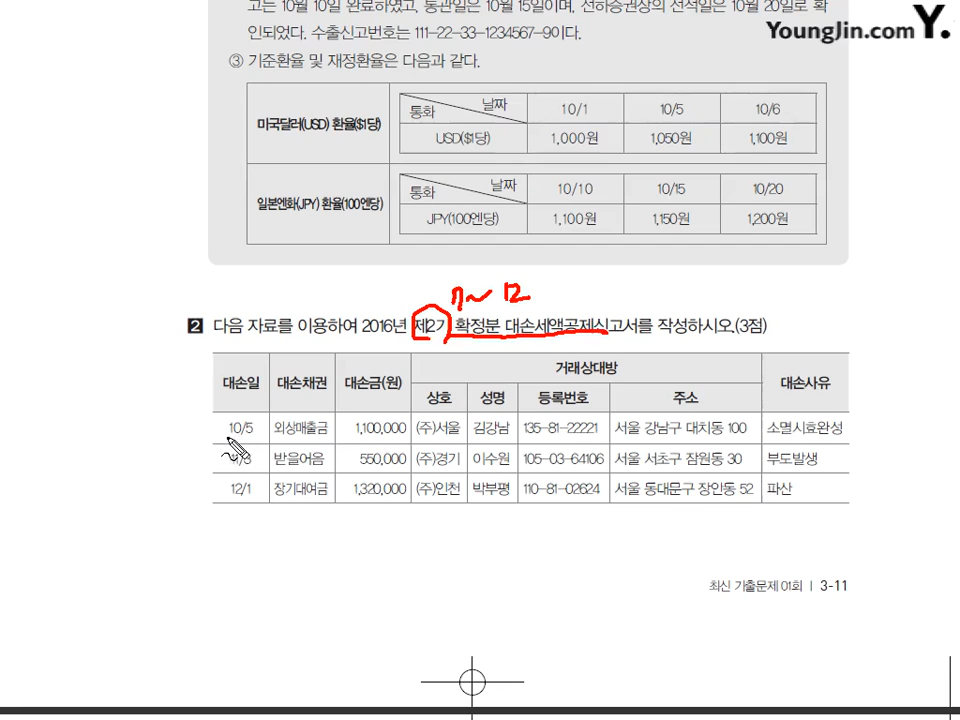 고는 10월 10일 완료하였고, 통관일은 10월 15일이며, 선하증권상의 선적일은 10월 20일로 확
YoungJin.com Y.
인되었다. 수출신고번호는 111-22-33-1234567-90이다.
③ 기준환율 및 재정환율은 다음과 같다.
미국달러(USD) 환율($1당)
통화 날짜 10/1 10/5 10/6
USD($1당) 1,000원 1,050원 1,100원
일본엔화(JPY) 환율(100엔당)
통화 날짜 10/10 10/15 10/20
JPY(100엔당) 1,100원 1,150원 1,200원
7~12
2 다음 자료를 이용하여 2016년 제2기 확정분 대손세액공제신고서를 작성하시오.(3점)
대손일 대손채권 대손금(원) 거래상대방 대손사유
상호 성명 등록번호 주소
10/5 외상매출금 1,100,000 (주)서울 김강남 135-81-22221 서울 강남구 대치동 100 소멸시효완성
받을어음 550,000 (주)경기 이수원 105-03-64106 서울 서초구 잠원동 30 부도발생
12/1 장기대여금 1,320,000 (주)인천 박부평 110-81-02624 서울 동대문구 장안동 52 파산
최신 기출문제 01회 | 3-11